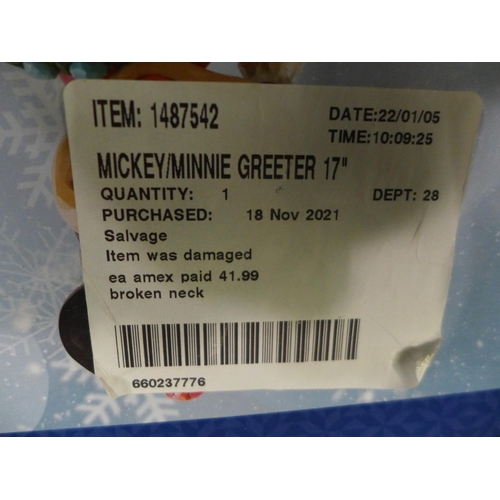 ITEM: 1487542 DATE:22/01/05
TIME:10:09:25
MICKEY/MINNIE GREETER 17"
QUANTITY: 1 DEPT: 28
PURCHASED: 18 Nov 2021
Salvage
Item was damaged
ea amex paid 41.99
broken neck
660237776